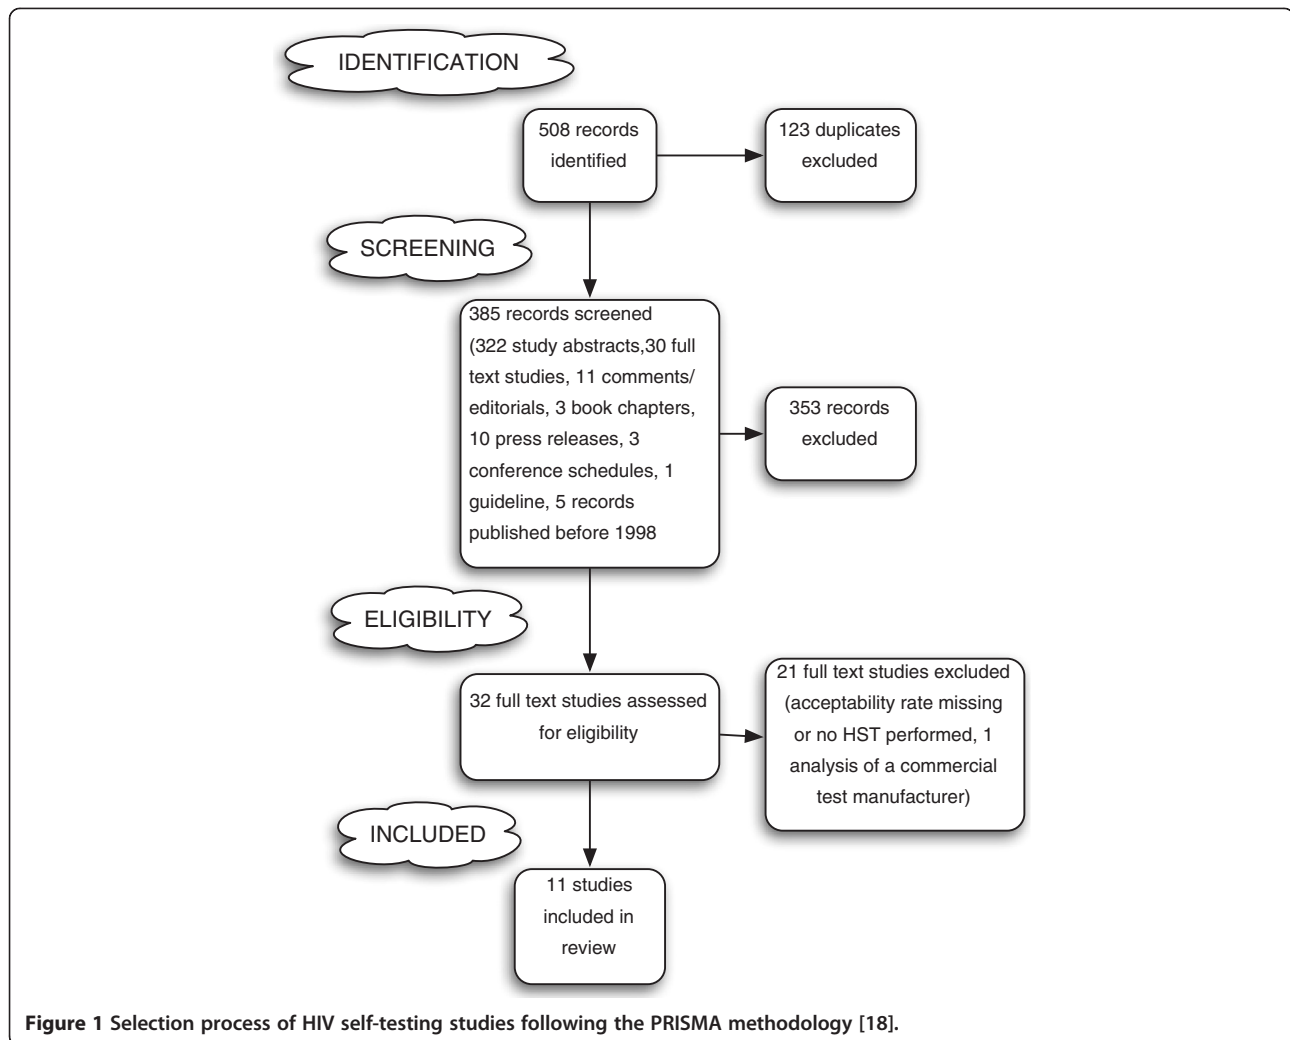 IDENTIFICATION
508 records
identified
123 duplicates
excluded
SCREENING
385 records screened
(322 study abstracts,30 full
text studies, 11 comments/
editorials, 3 book chapters,
10 press releases, 3
conference schedules, 1
guideline, 5 records
published before 1998
353 records
excluded
ELIGIBILITY
32 full text studies assessed
for eligibility
21 full text studies excluded
(acceptability rate missing
or no HST performed, 1
analysis of a commercial
test manufacturer)
INCLUDED
11 studies
included in
review
Figure 1 Selection process of HIV self-testing studies following the PRISMA methodology [18].